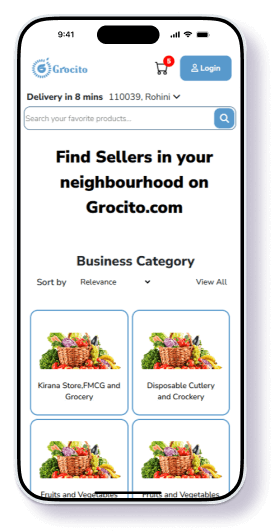 9:41
Grocito
5
Login
Delivery in 8 mins 110039, Rohini
Search your favorite products...
Find Sellers in your
neighbourhood on
Grocito.com
Business Category
Sort by Relevance View All
Kirana Store,FMCG and
Grocery
Disposable Cutlery
and Crockery
Fruits and Vegetables
Fruits and Vegetables